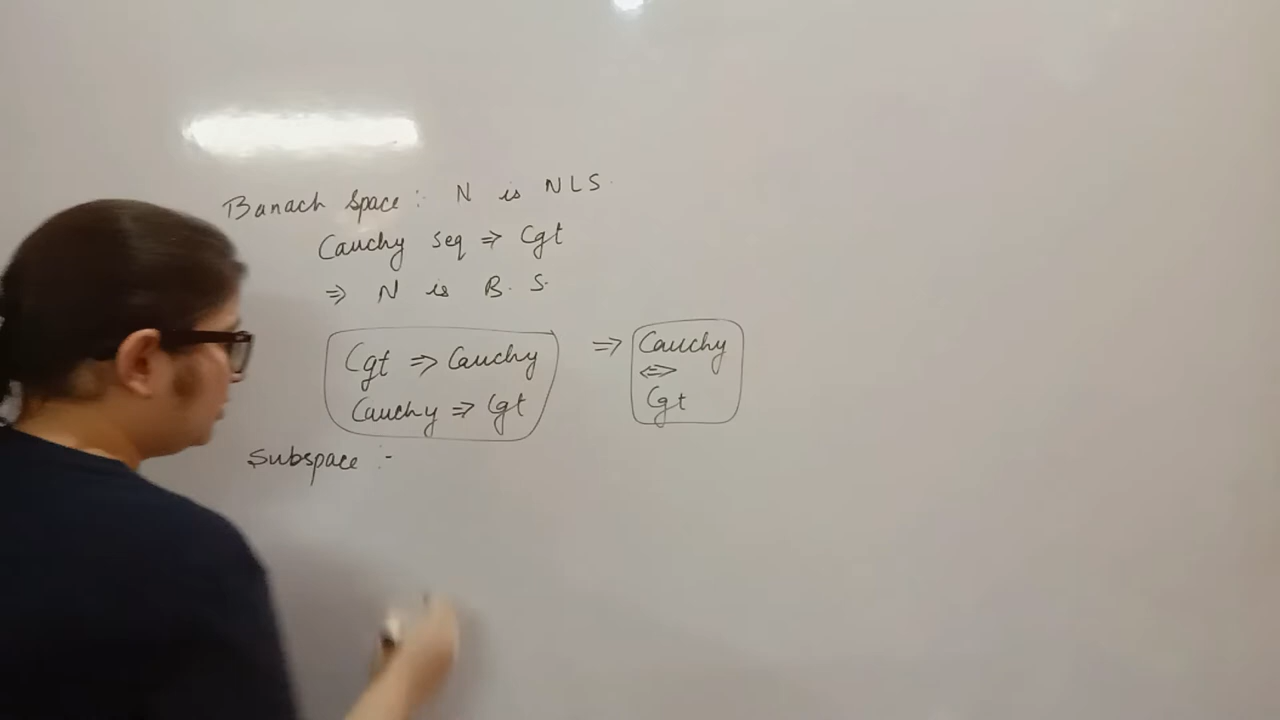 Banach Space :- N is NLS.
Cauchy seq ⇒ Cgt
⇒ N is B. S.
Cgt ⇒ Cauchy
Cauchy ⇒ Cgt
⇒ Cauchy
⇔
Cgt
Subspace :-